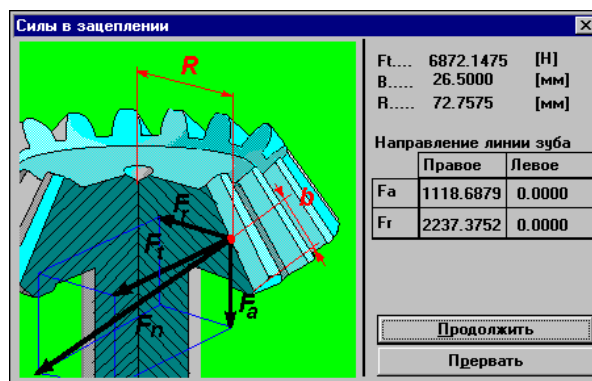 Силы в зацеплении
R
b
Fr
Ft
Fa
Fn
Ft.... 6872.1475 [Н]
B..... 26.5000 [мм]
R..... 72.7575 [мм]
Направление линии зуба
Правое Левое
Fa 1118.6879 0.0000
Fr 2237.3752 0.0000
Продолжить
Прервать